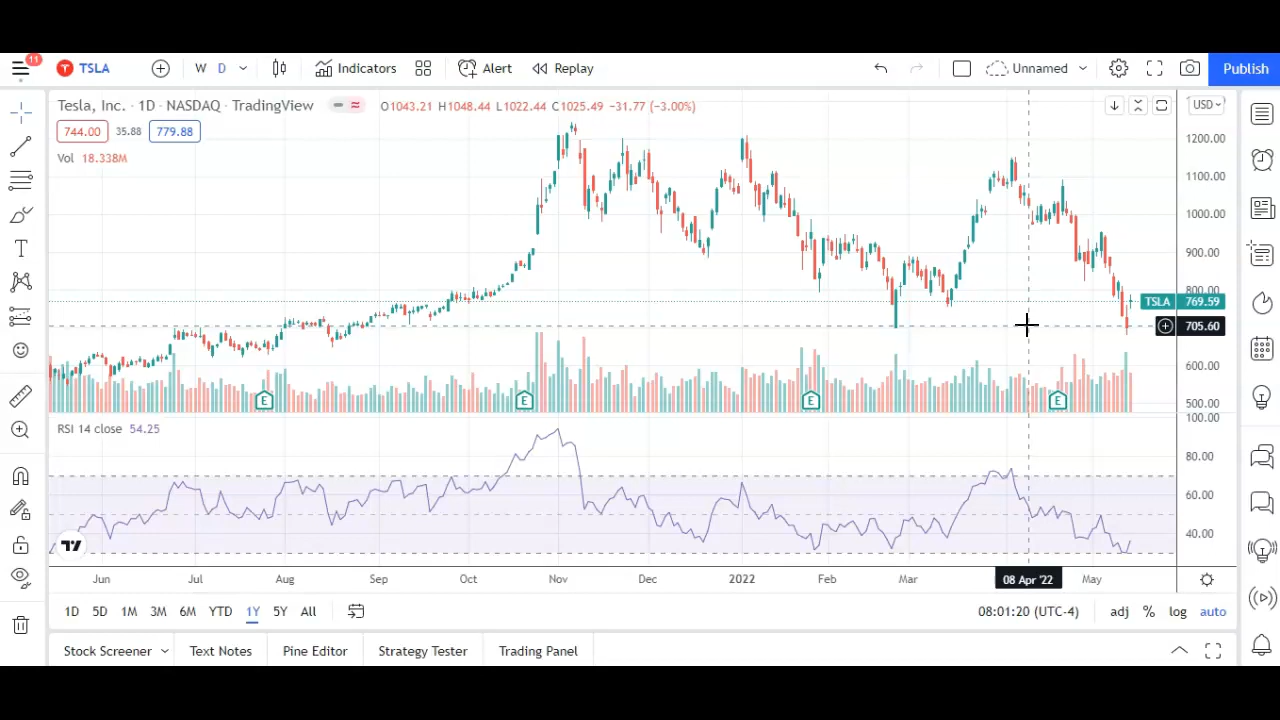 11
TSLA
W D
Indicators
Alert
Replay
Unnamed
Publish
Tesla, Inc. · 1D · NASDAQ · TradingView
O1043.21 H1048.44 L1022.44 C1025.49 −31.77 (−3.00%)
USD
744.00 35.88 779.88
Vol 18.338M
1200.00
1100.00
1000.00
900.00
800.00
TSLA 769.59
705.60
600.00
500.00
E E E E
100.00
RSI 14 close 54.25
80.00
60.00
40.00
Jun Jul Aug Sep Oct Nov Dec 2022 Feb Mar 08 Apr '22 May
1D 5D 1M 3M 6M YTD 1Y 5Y All
08:01:20 (UTC-4) adj % log auto
Stock Screener Text Notes Pine Editor Strategy Tester Trading Panel